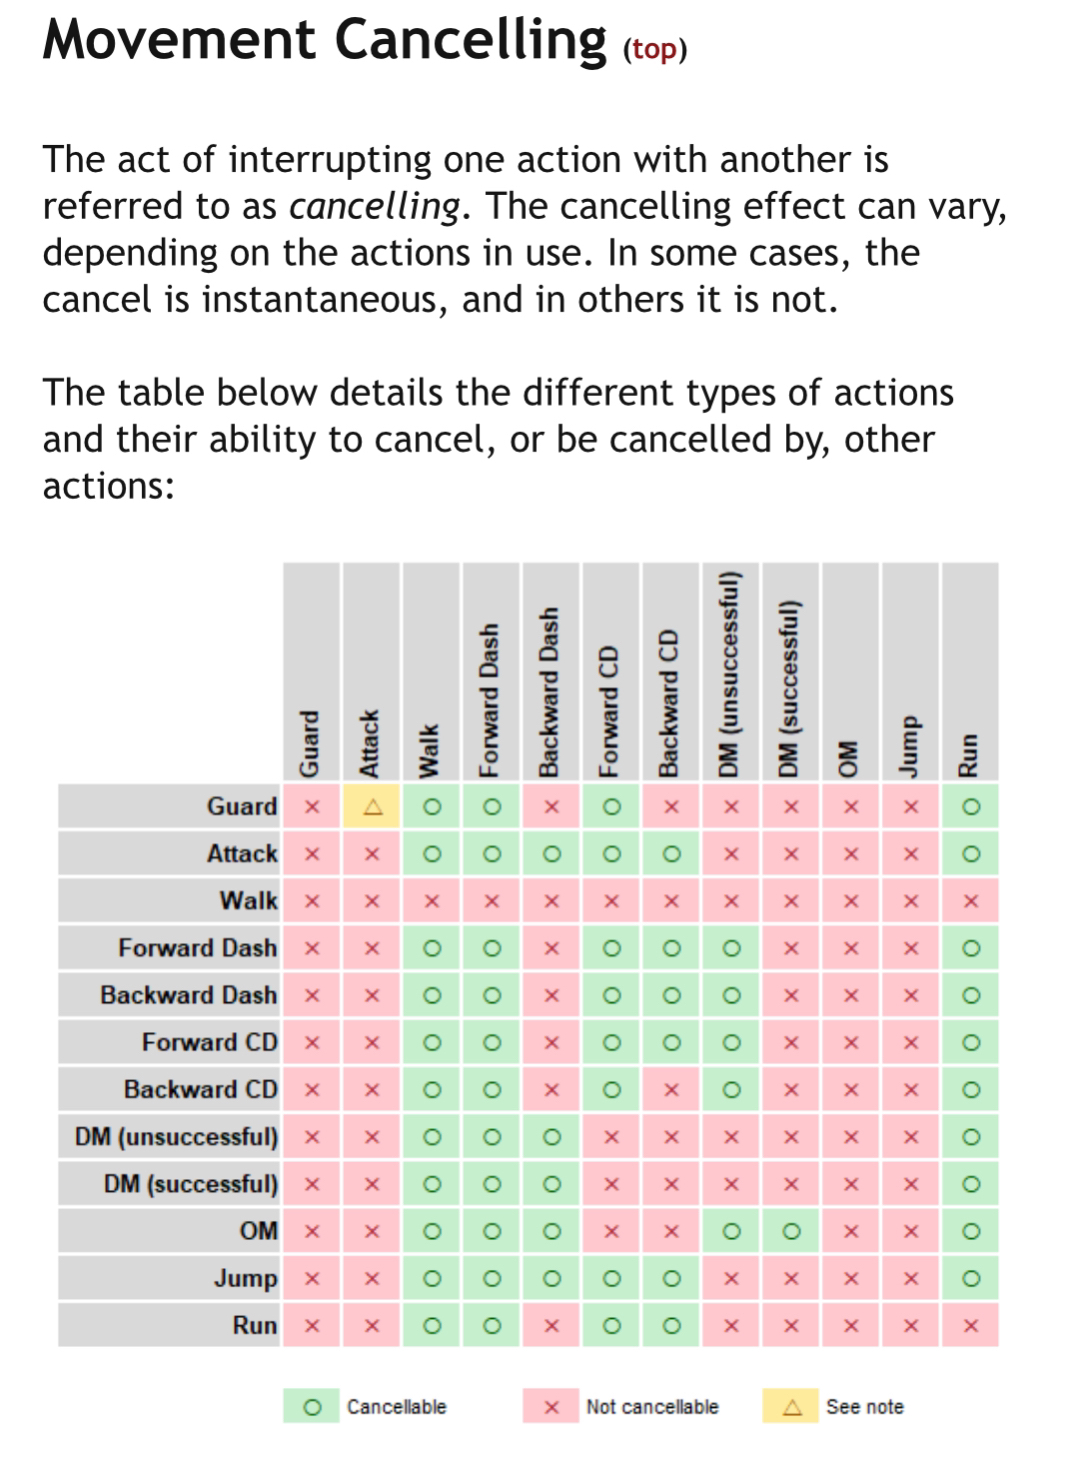 Movement Cancelling (top)
The act of interrupting one action with another is
referred to as cancelling. The cancelling effect can vary,
depending on the actions in use. In some cases, the
cancel is instantaneous, and in others it is not.
The table below details the different types of actions
and their ability to cancel, or be cancelled by, other
actions:
Guard Attack Walk Forward Dash Backward Dash Forward CD Backward CD DM (unsuccessful) DM (successful) OM Jump Run
Guard × △ ○ ○ × ○ × × × × × ○
Attack × × ○ ○ ○ ○ ○ × × × × ○
Walk × × × × × × × × × × × ×
Forward Dash × × ○ ○ × ○ ○ ○ × × × ○
Backward Dash × × ○ ○ × ○ ○ ○ × × × ○
Forward CD × × ○ ○ × ○ ○ ○ × × × ○
Backward CD × × ○ ○ × ○ × ○ × × × ○
DM (unsuccessful) × × ○ ○ ○ × × × × × × ○
DM (successful) × × ○ ○ ○ × × × × × × ○
OM × × ○ ○ ○ × × ○ ○ × × ○
Jump × × ○ ○ ○ ○ ○ × × × × ○
Run × × ○ ○ × ○ ○ × × × × ×
○ Cancellable × Not cancellable △ See note